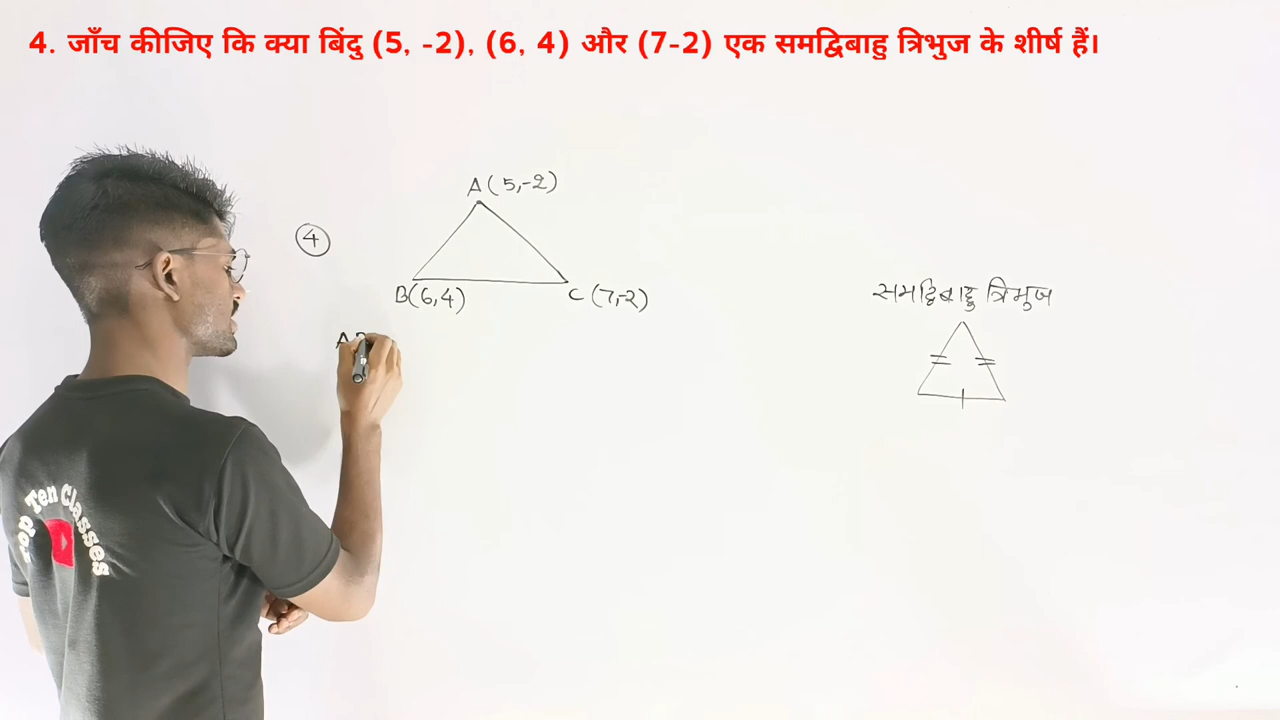 4. जाँच कीजिए कि क्या बिंदु (5, -2), (6, 4) और (7-2) एक समद्विबाहु त्रिभुज के शीर्ष हैं।
A(5,-2)
4
B(6,4)
C(7,-2)
समद्विबाहु त्रिभुज
Top Ten Classes